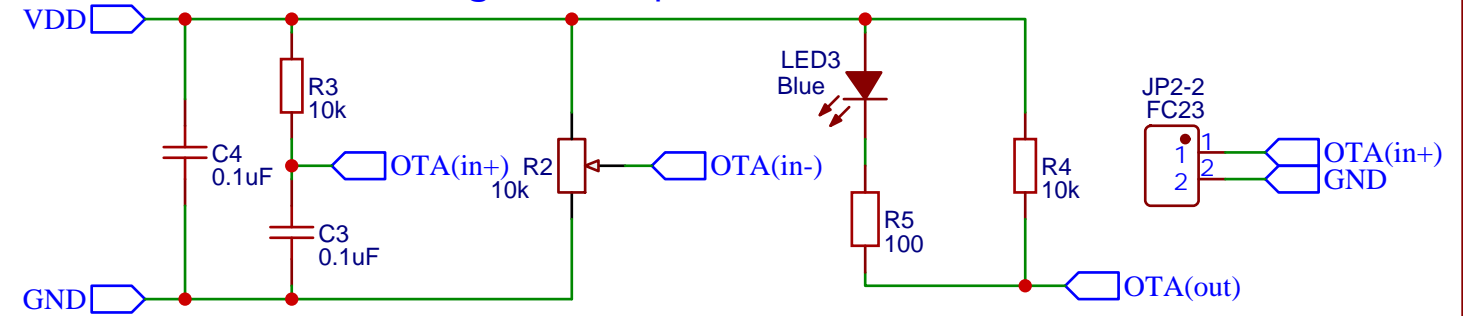 VDD
LED3
Blue
R3
10k
JP2-2
FC23
C4
0.1uF
OTA(in+)
R2
10k
OTA(in-)
R4
10k
1
1
OTA(in+)
2
2
GND
C3
0.1uF
R5
100
GND
OTA(out)